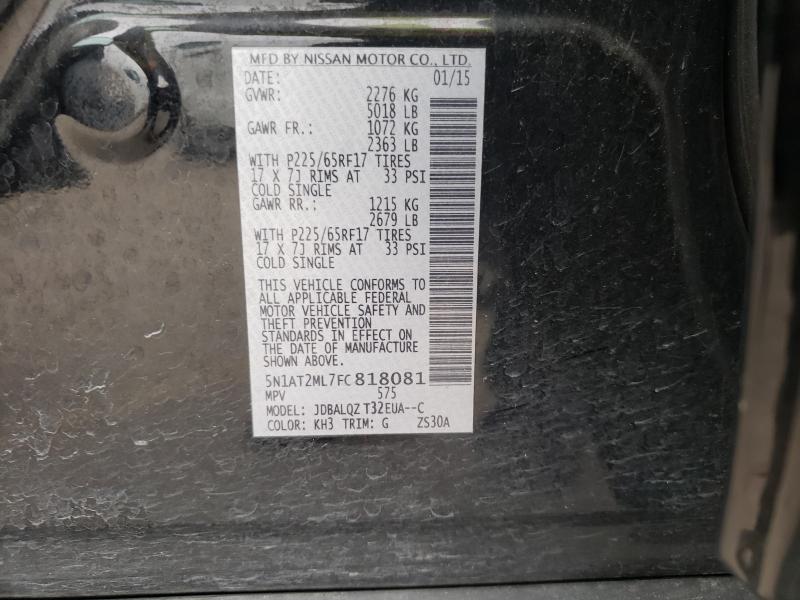 MFD BY NISSAN MOTOR CO., LTD.
DATE: 01/15
GVWR: 2276 KG
5018 LB
GAWR FR.: 1072 KG
2363 LB
WITH P225/65RF17 TIRES
17 X 7J RIMS AT 33 PSI
COLD SINGLE
GAWR RR.: 1215 KG
2679 LB
WITH P225/65RF17 TIRES
17 X 7J RIMS AT 33 PSI
COLD SINGLE
THIS VEHICLE CONFORMS TO
ALL APPLICABLE FEDERAL
MOTOR VEHICLE SAFETY AND
THEFT PREVENTION
STANDARDS IN EFFECT ON
THE DATE OF MANUFACTURE
SHOWN ABOVE.
5N1AT2ML7FC818081
MPV 575
MODEL: JDBALQZ T32EUA--C
COLOR: KH3 TRIM: G ZS30A